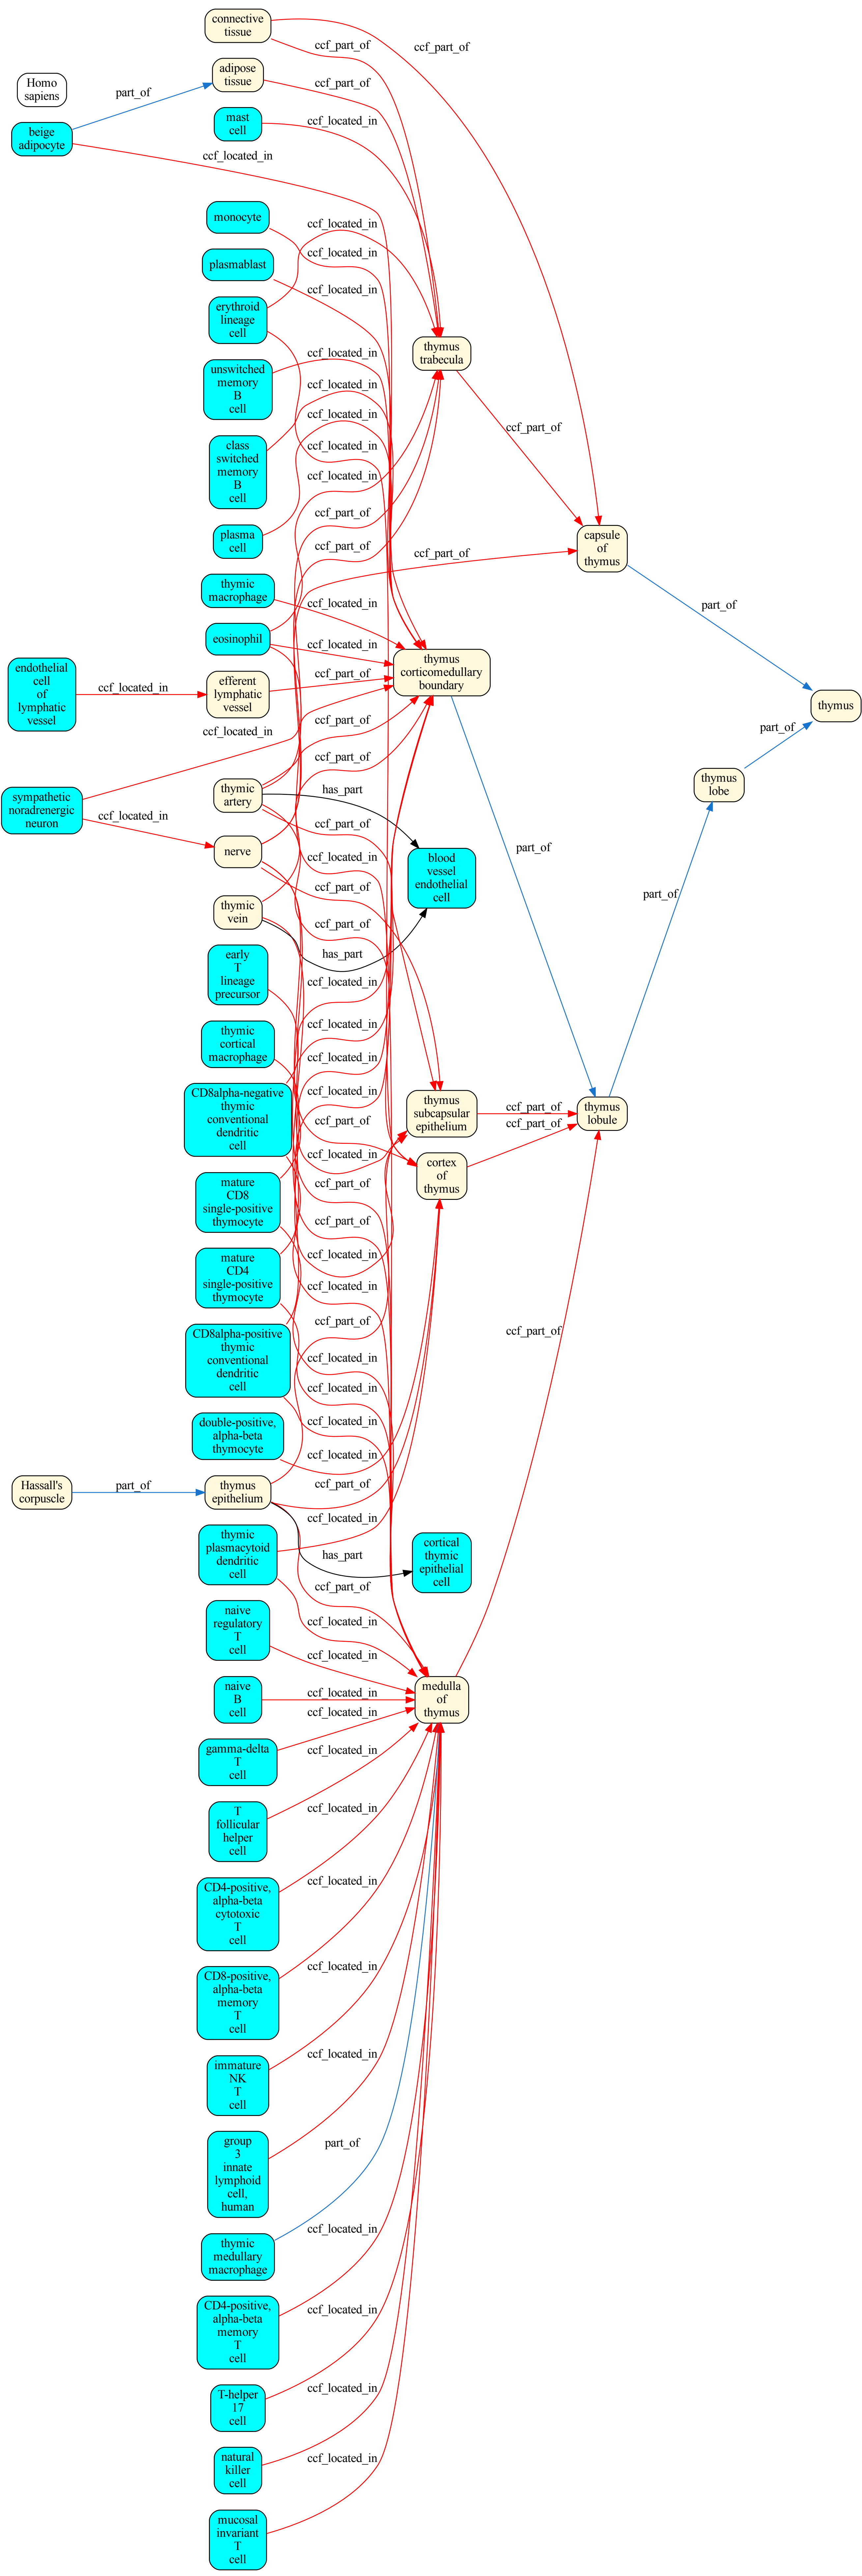 connective
tissue
ccf_part_of
ccf_part_of
adipose
tissue
ccf_part_of
Homo
sapiens
part_of
mast
cell
ccf_located_in
beige
adipocyte
ccf_located_in
monocyte
ccf_located_in
ccf_located_in
plasmablast
ccf_located_in
erythroid
lineage
cell
thymus
trabecula
ccf_located_in
unswitched
memory
B
cell
ccf_located_in
ccf_located_in
ccf_part_of
class
switched
memory
B
cell
ccf_located_in
ccf_located_in
plasma
cell
ccf_part_of
ccf_part_of
ccf_part_of
capsule
of
thymus
thymic
macrophage
ccf_located_in
part_of
eosinophil
ccf_located_in
endothelial
cell
of
lymphatic
vessel
ccf_located_in
efferent
lymphatic
vessel
ccf_part_of
thymus
corticomedullary
boundary
thymus
ccf_located_in
ccf_part_of
part_of
ccf_part_of
thymic
artery
has_part
thymus
lobe
sympathetic
noradrenergic
neuron
ccf_located_in
ccf_part_of
nerve
ccf_located_in
part_of
blood
vessel
endothelial
cell
ccf_part_of
part_of
thymic
vein
ccf_part_of
has_part
early
T
lineage
precursor
ccf_located_in
ccf_located_in
thymic
cortical
macrophage
ccf_located_in
ccf_located_in
CD8alpha-negative
thymic
conventional
dendritic
cell
ccf_part_of
thymus
subcapsular
epithelium
ccf_part_of
ccf_part_of
thymus
lobule
ccf_located_in
cortex
of
thymus
mature
CD8
single-positive
thymocyte
ccf_part_of
ccf_part_of
ccf_located_in
mature
CD4
single-positive
thymocyte
ccf_located_in
ccf_part_of
ccf_part_of
CD8alpha-positive
thymic
conventional
dendritic
cell
ccf_located_in
ccf_located_in
ccf_located_in
double-positive,
alpha-beta
thymocyte
ccf_located_in
ccf_part_of
Hassall's
corpuscle
part_of
thymus
epithelium
ccf_located_in
thymic
plasmacytoid
dendritic
cell
has_part
cortical
thymic
epithelial
cell
ccf_part_of
ccf_located_in
naive
regulatory
T
cell
ccf_located_in
naive
B
cell
ccf_located_in
medulla
of
thymus
ccf_located_in
gamma-delta
T
cell
ccf_located_in
T
follicular
helper
cell
ccf_located_in
CD4-positive,
alpha-beta
cytotoxic
T
cell
ccf_located_in
CD8-positive,
alpha-beta
memory
T
cell
ccf_located_in
immature
NK
T
cell
ccf_located_in
group
3
innate
lymphoid
cell,
human
part_of
thymic
medullary
macrophage
ccf_located_in
CD4-positive,
alpha-beta
memory
T
cell
ccf_located_in
T-helper
17
cell
ccf_located_in
natural
killer
cell
ccf_located_in
mucosal
invariant
T
cell